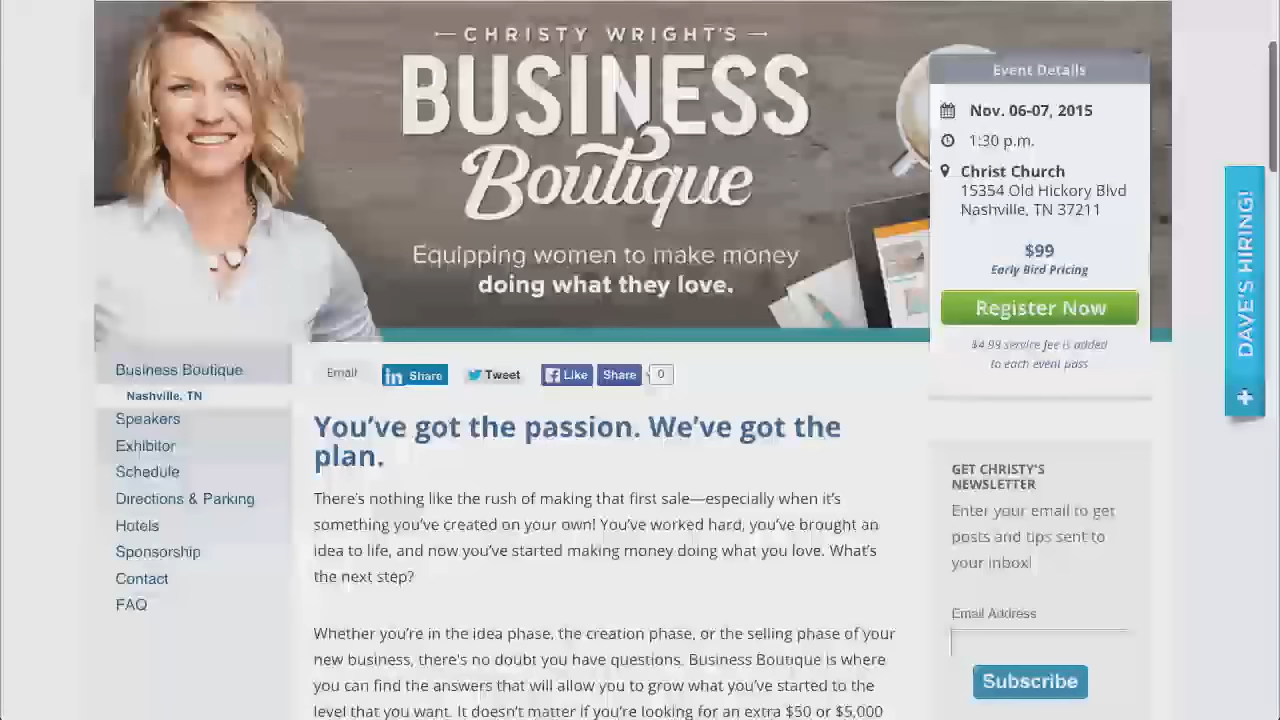 CHRISTY WRIGHT'S
BUSINESS
Boutique
Equipping women to make money
doing what they love.
Event Details
Nov. 06-07, 2015
1:30 p.m.
Christ Church
15354 Old Hickory Blvd
Nashville, TN 37211
$99
Early Bird Pricing
Register Now
$4.99 service fee is added
to each event pass
DAVE'S HIRING!
+
Business Boutique
Nashville, TN
Speakers
Exhibitor
Schedule
Directions & Parking
Hotels
Sponsorship
Contact
FAQ
Email
in Share
Tweet
f Like
Share
0
You've got the passion. We've got the
plan.
There's nothing like the rush of making that first sale—especially when it's
something you've created on your own! You've worked hard, you've brought an
idea to life, and now you've started making money doing what you love. What's
the next step?
Whether you're in the idea phase, the creation phase, or the selling phase of your
new business, there's no doubt you have questions. Business Boutique is where
you can find the answers that will allow you to grow what you've started to the
level that you want. It doesn't matter if you're looking for an extra $50 or $5,000
GET CHRISTY'S
NEWSLETTER
Enter your email to get
posts and tips sent to
your inbox!
Email Address
Subscribe